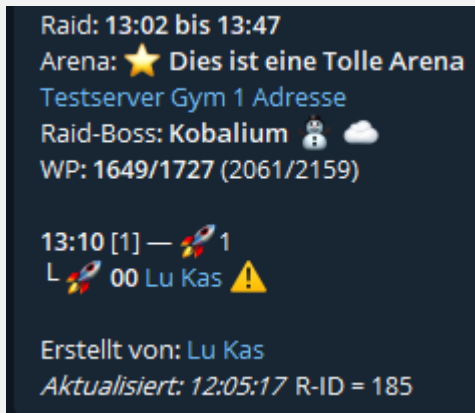 Raid: 13:02 bis 13:47
Arena: ⭐ Dies ist eine Tolle Arena
Testserver Gym 1 Adresse
Raid-Boss: Kobalium ⛄ ☁️
WP: 1649/1727 (2061/2159)
13:10 [1] — 🚀 1
└ 🚀 00 Lu Kas ⚠️
Erstellt von: Lu Kas
Aktualisiert: 12:05:17 R-ID = 185